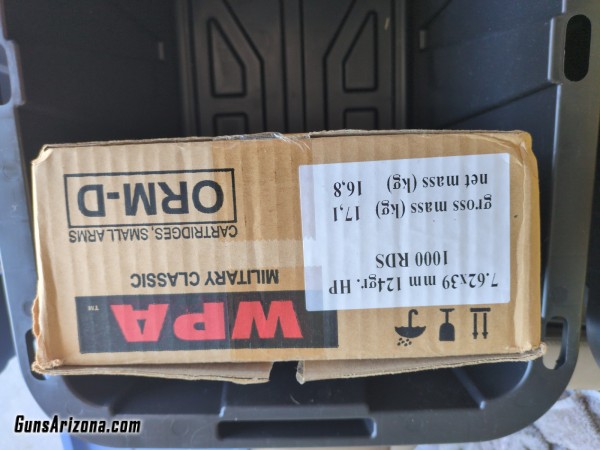 WPA ™
MILITARY CLASSIC
CARTRIDGES, SMALL ARMS
ORM-D
7.62x39 mm 124gr. HP
1000 RDS
gross mass (kg) 17,1
net mass (kg) 16.8
GunsArizona.com